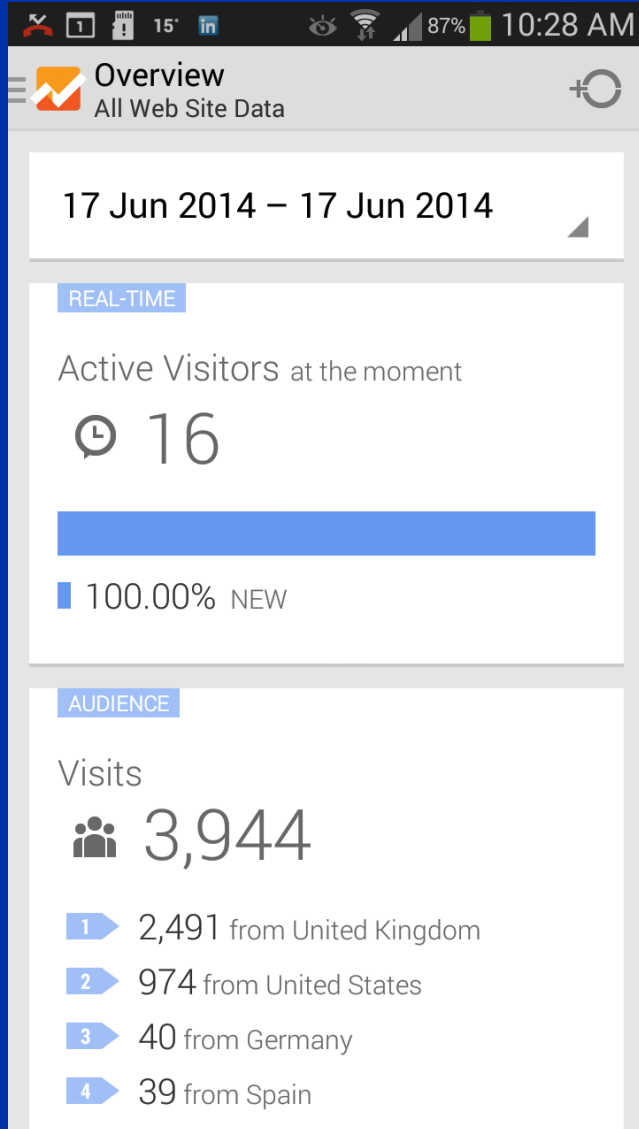 1 15° in 87% 10:28 AM
Overview
All Web Site Data
17 Jun 2014 – 17 Jun 2014
REAL-TIME
Active Visitors at the moment
16
100.00% NEW
AUDIENCE
Visits
3,944
1 2,491 from United Kingdom
2 974 from United States
3 40 from Germany
4 39 from Spain